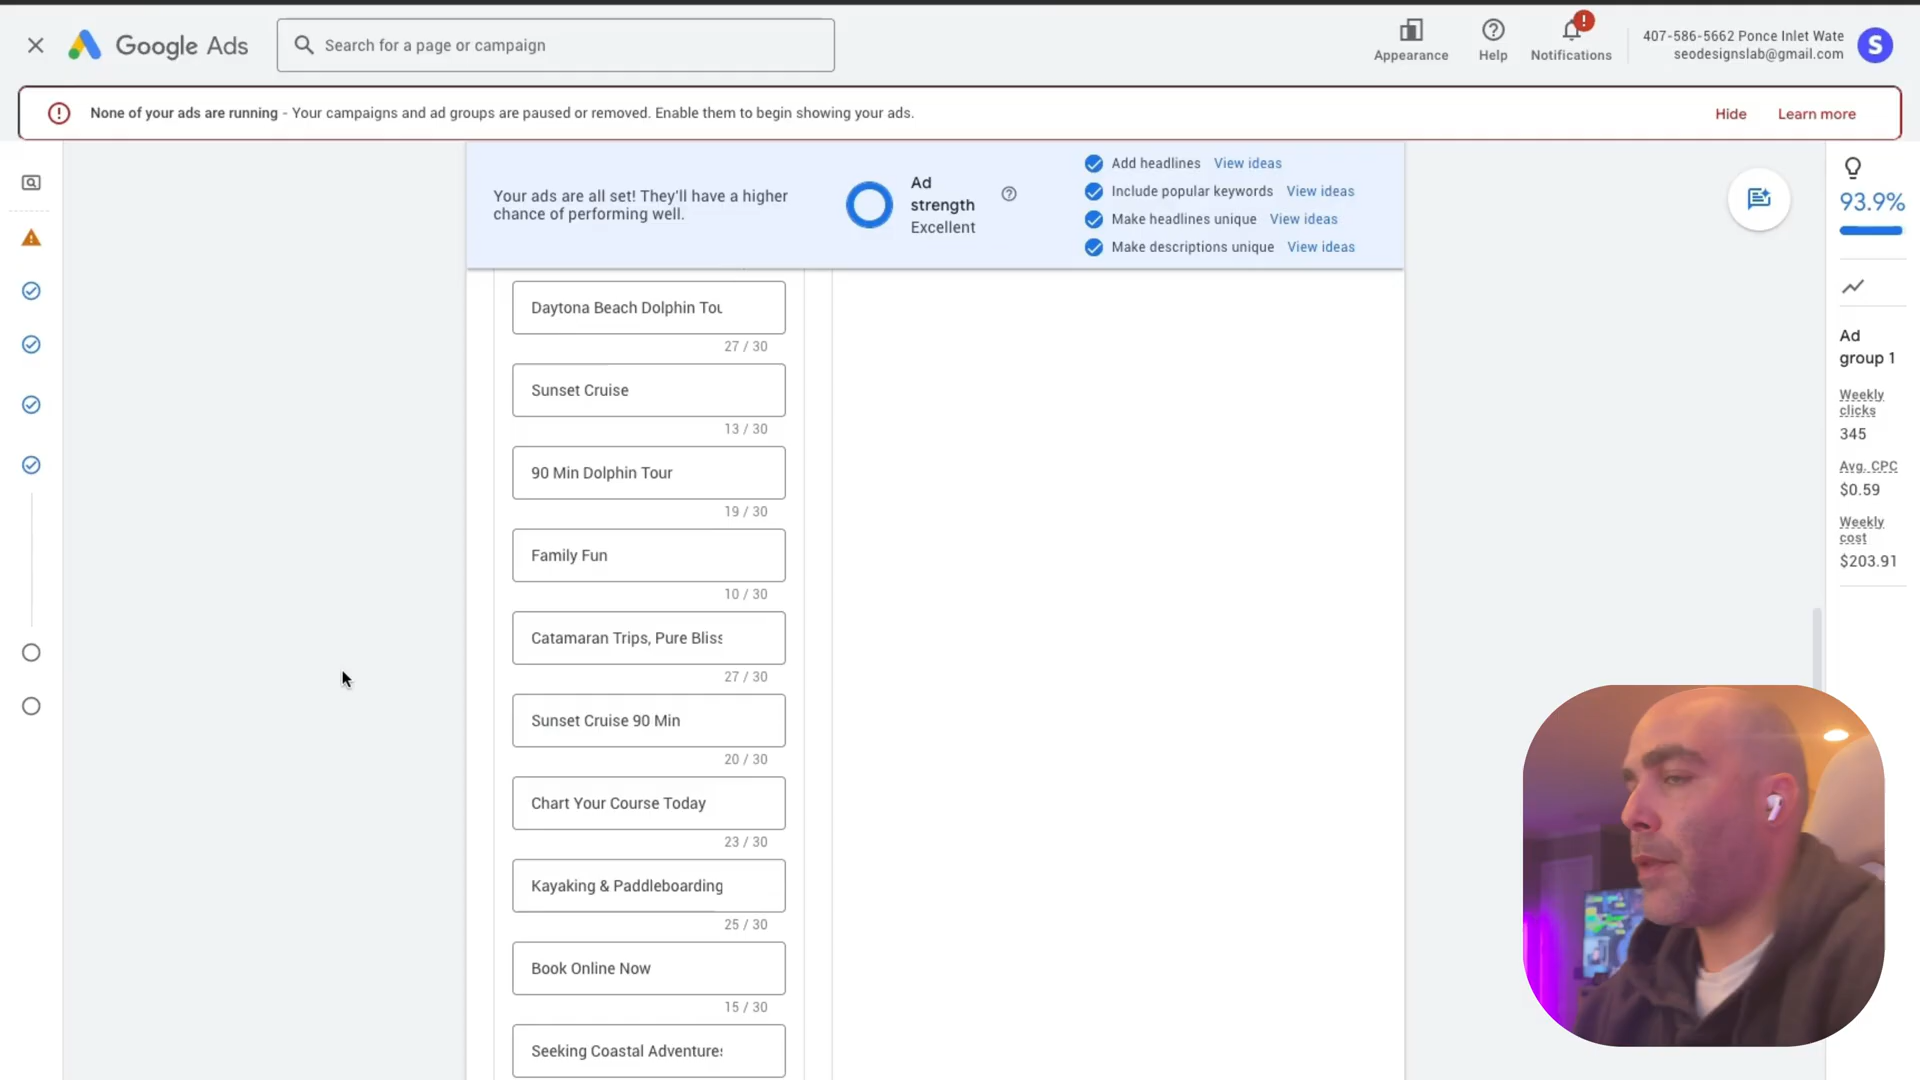 Google Ads
Search for a page or campaign
Appearance
Help
Notifications
407-586-5662 Ponce Inlet Wate
seodesignslab@gmail.com
S
None of your ads are running - Your campaigns and ad groups are paused or removed. Enable them to begin showing your ads.
Hide
Learn more
Your ads are all set! They'll have a higher
chance of performing well.
Ad
strength
Excellent
Add headlines View ideas
Include popular keywords View ideas
Make headlines unique View ideas
Make descriptions unique View ideas
93.9%
Ad
group 1
Weekly
clicks
345
Avg. CPC
$0.59
Weekly
cost
$203.91
Daytona Beach Dolphin Tou
27 / 30
Sunset Cruise
13 / 30
90 Min Dolphin Tour
19 / 30
Family Fun
10 / 30
Catamaran Trips, Pure Bliss
27 / 30
Sunset Cruise 90 Min
20 / 30
Chart Your Course Today
23 / 30
Kayaking & Paddleboarding
25 / 30
Book Online Now
15 / 30
Seeking Coastal Adventures